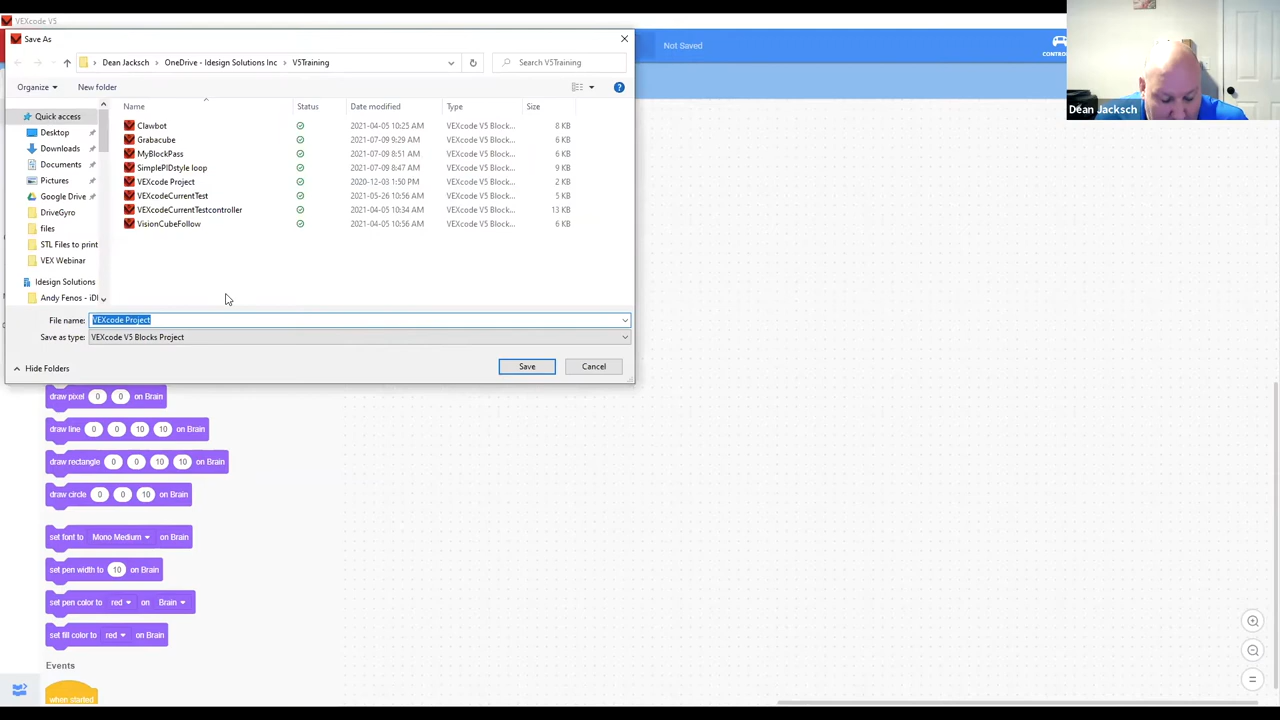 VEXcode V5
Save As
Dean Jacksch > OneDrive - Idesign Solutions Inc > V5Training
Search V5Training
Organize
New folder
Name Status Date modified Type Size
Quick access
Desktop
Downloads
Documents
Pictures
Google Drive
DriveGyro
files
STL Files to print
VEX Webinar
Idesign Solutions
Andy Fenos - iDI
Clawbot 2021-04-05 10:25 AM VEXcode V5 Block... 8 KB
Grabacube 2021-07-09 9:29 AM VEXcode V5 Block... 6 KB
MyBlockPass 2021-07-09 8:51 AM VEXcode V5 Block... 6 KB
SimplePIDstyle loop 2021-07-09 8:47 AM VEXcode V5 Block... 9 KB
VEXcode Project 2020-12-03 1:50 PM VEXcode V5 Block... 2 KB
VEXcodeCurrentTest 2021-05-26 10:56 AM VEXcode V5 Block... 5 KB
VEXcodeCurrentTestcontroller 2021-04-05 10:34 AM VEXcode V5 Block... 13 KB
VisionCubeFollow 2021-04-05 10:56 AM VEXcode V5 Block... 6 KB
File name: VEXcode Project
Save as type: VEXcode V5 Blocks Project
Hide Folders
Save
Cancel
Not Saved
CONTRO
Dean Jacksch
draw pixel 0 0 on Brain
draw line 0 0 10 10 on Brain
draw rectangle 0 0 10 10 on Brain
draw circle 0 0 10 on Brain
set font to Mono Medium on Brain
set pen width to 10 on Brain
set pen color to red on Brain
set fill color to red on Brain
Events
when started